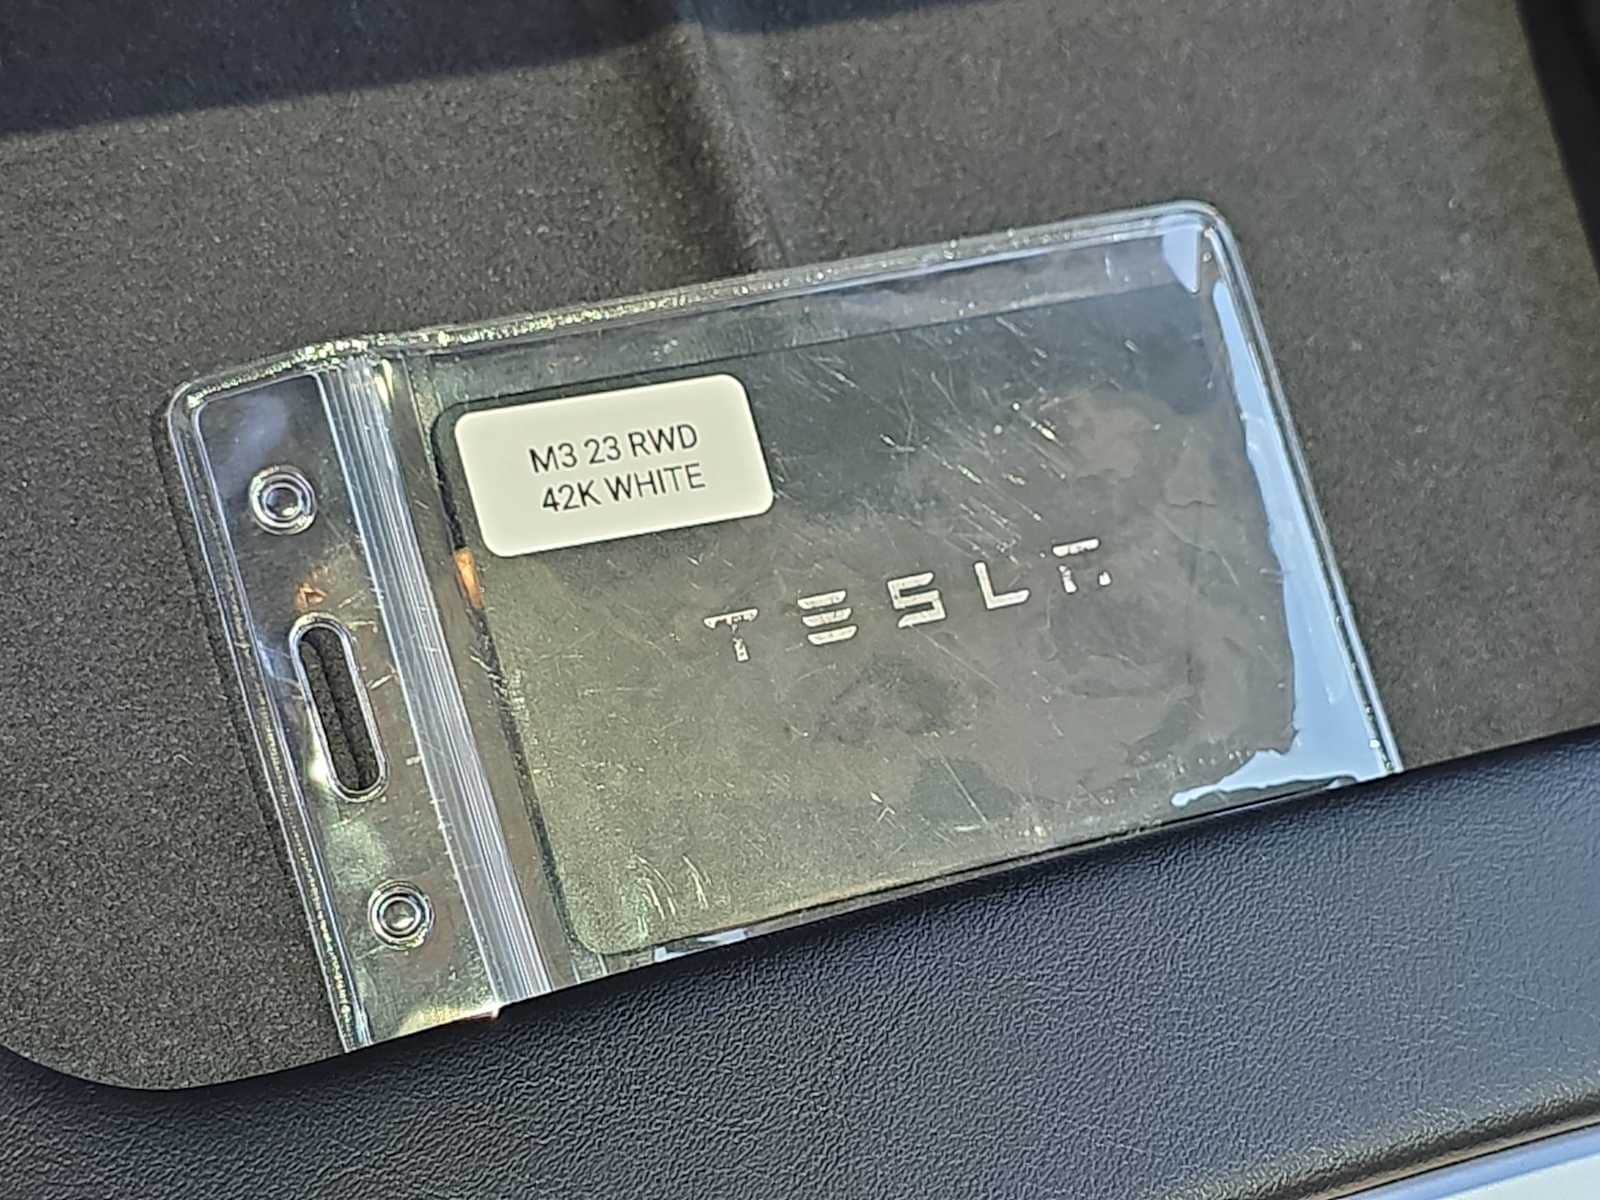 M3 23 RWD
42K WHITE
TESLA